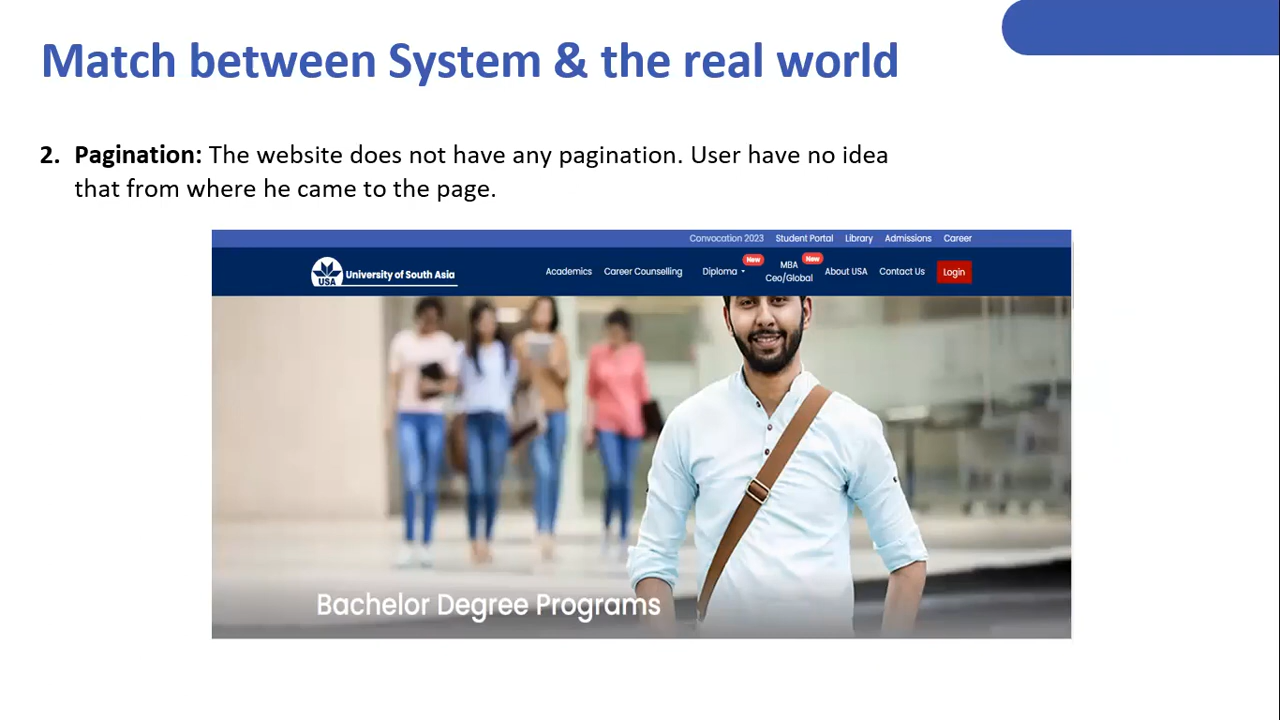 Match between System & the real world
2. Pagination: The website does not have any pagination. User have no idea
that from where he came to the page.
Convocation 2023 Student Portal Library Admissions Career
New New
USA University of South Asia Academics Career Counselling Diploma MBA Ceo/Global About USA Contact Us Login
Bachelor Degree Programs